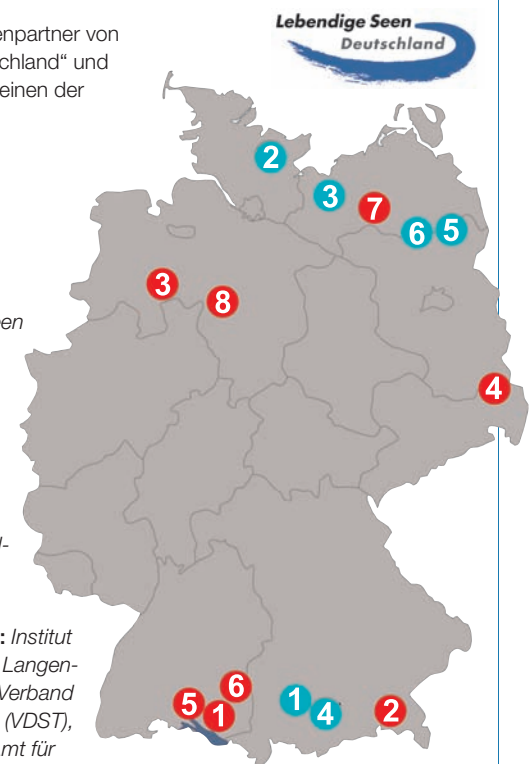 enpartner von
chland“ und
einen der
Lebendige Seen
Deutschland
2
3
7
6
5
3
8
en
4
l-
: Institut
Langen-
Verband
(VDST),
amt für
6
5
1
1
4
2